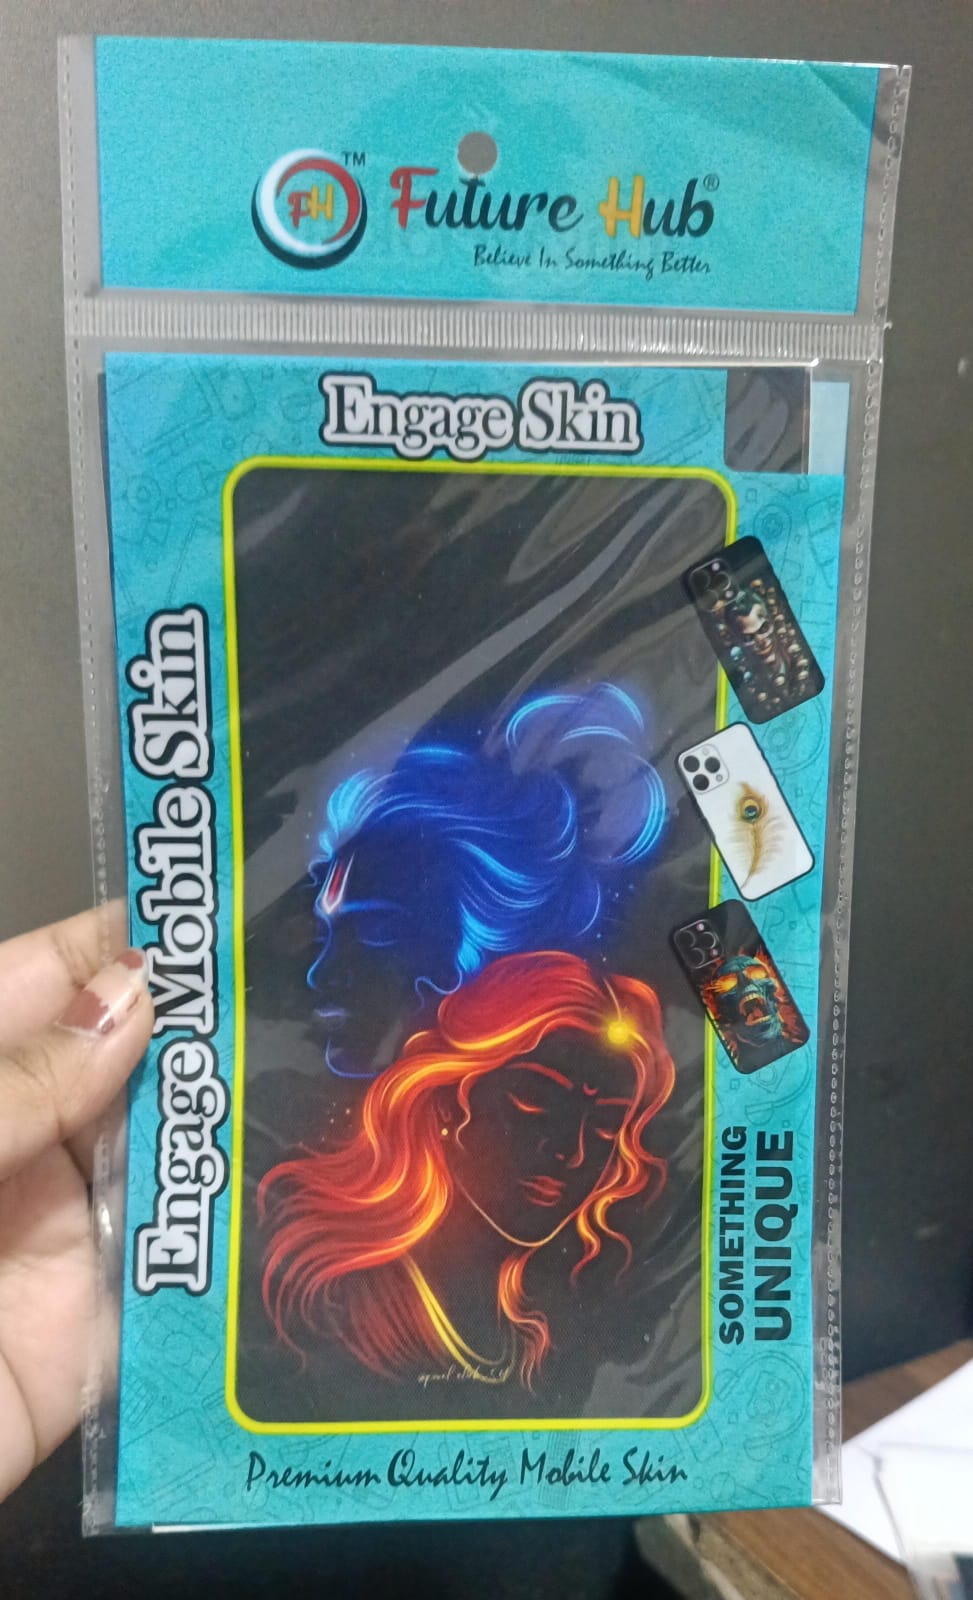 FH TM
Future Hub®
Believe In Something Better
Engage Skin
Engage Mobile Skin
SOMETHING
UNIQUE
Premium Quality Mobile Skin